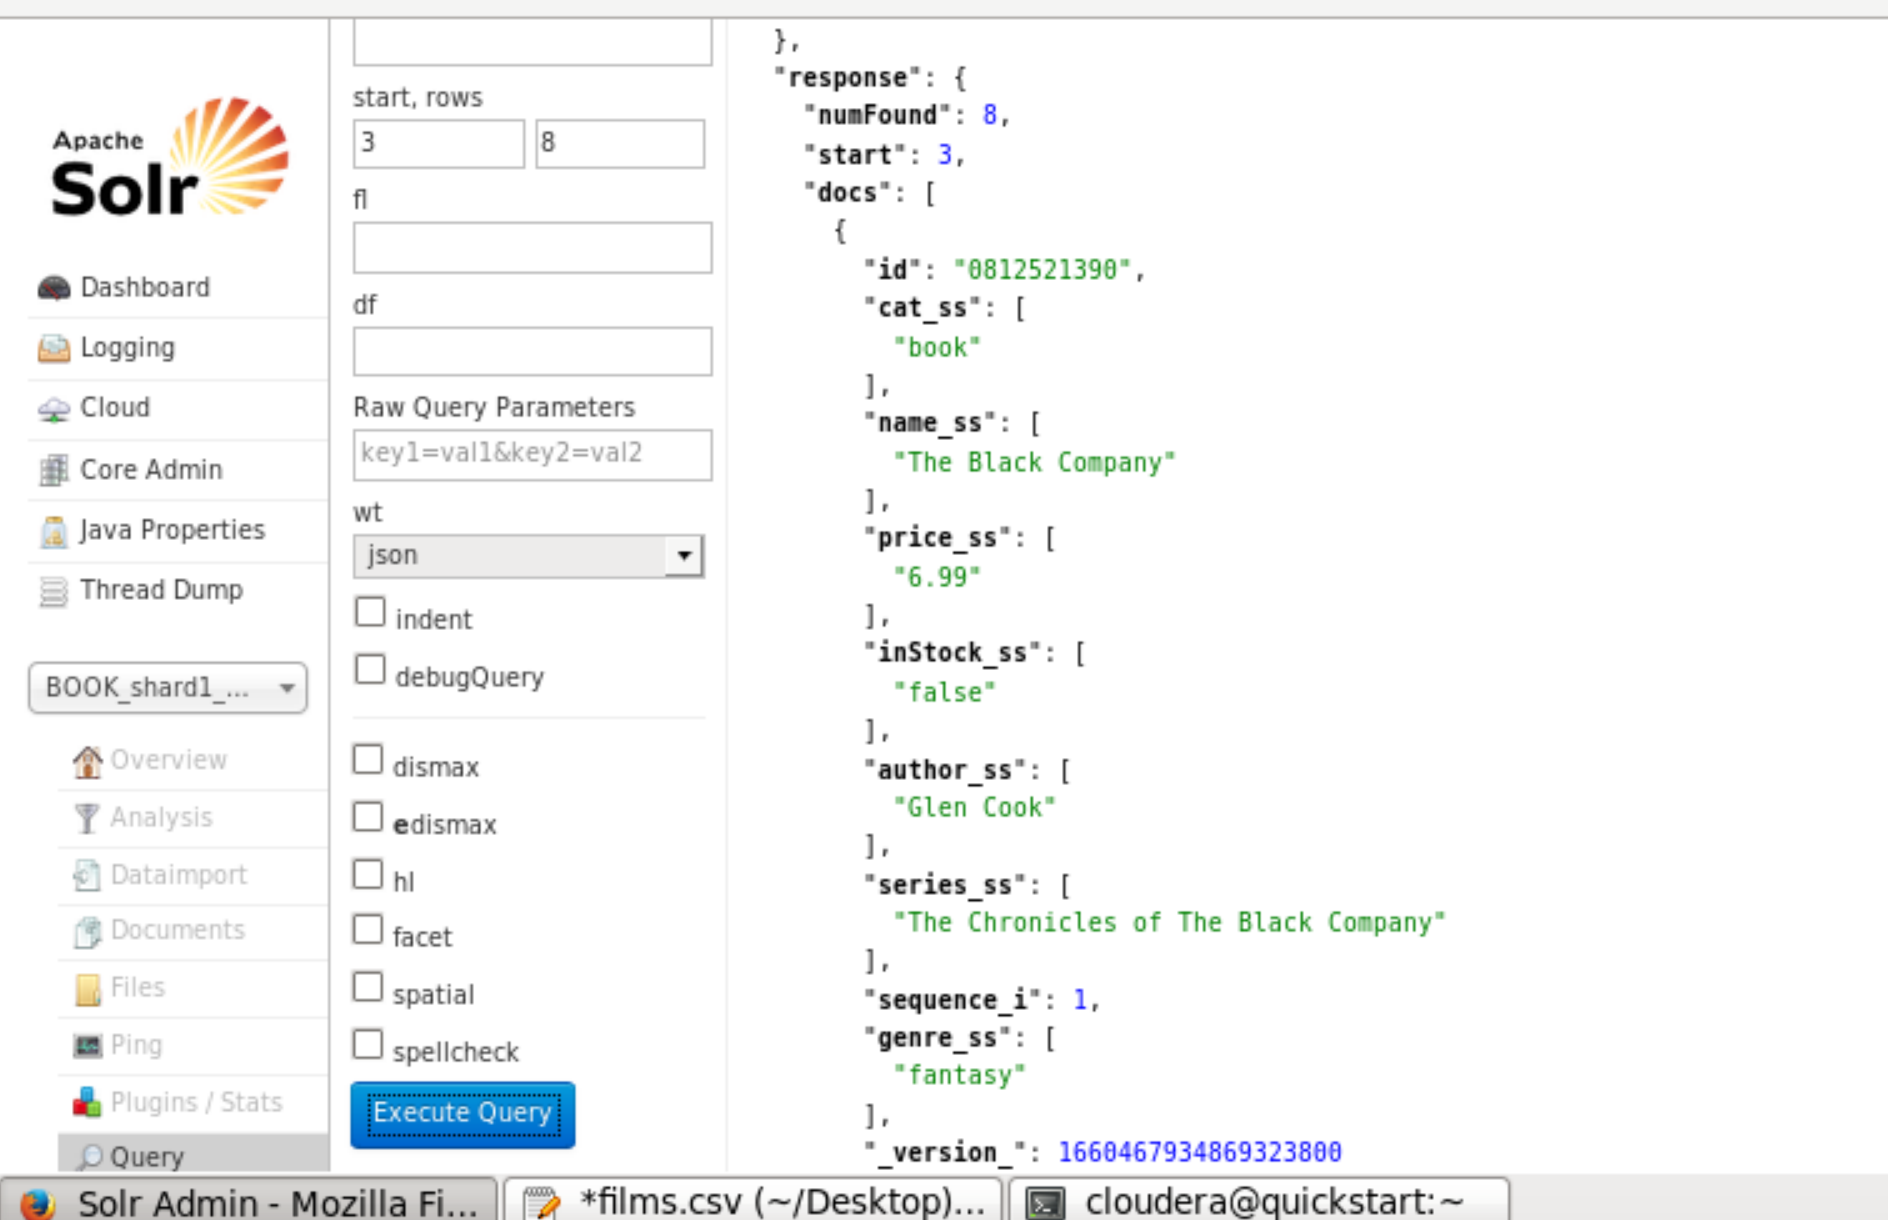 Apache
Solr
Dashboard
Logging
Cloud
Core Admin
Java Properties
Thread Dump
BOOK_shard1_...
Overview
Analysis
Dataimport
Documents
Files
Ping
Plugins / Stats
Query
start, rows
3 8
fl
df
Raw Query Parameters
key1=val1&key2=val2
wt
json
indent
debugQuery
dismax
edismax
hl
facet
spatial
spellcheck
Execute Query
},
"response": {
"numFound": 8,
"start": 3,
"docs": [
{
"id": "0812521390",
"cat_ss": [
"book"
],
"name_ss": [
"The Black Company"
],
"price_ss": [
"6.99"
],
"inStock_ss": [
"false"
],
"author_ss": [
"Glen Cook"
],
"series_ss": [
"The Chronicles of The Black Company"
],
"sequence_i": 1,
"genre_ss": [
"fantasy"
],
"_version_": 1660467934869323800
Solr Admin - Mozilla Fi...
*films.csv (~/Desktop)...
cloudera@quickstart:~